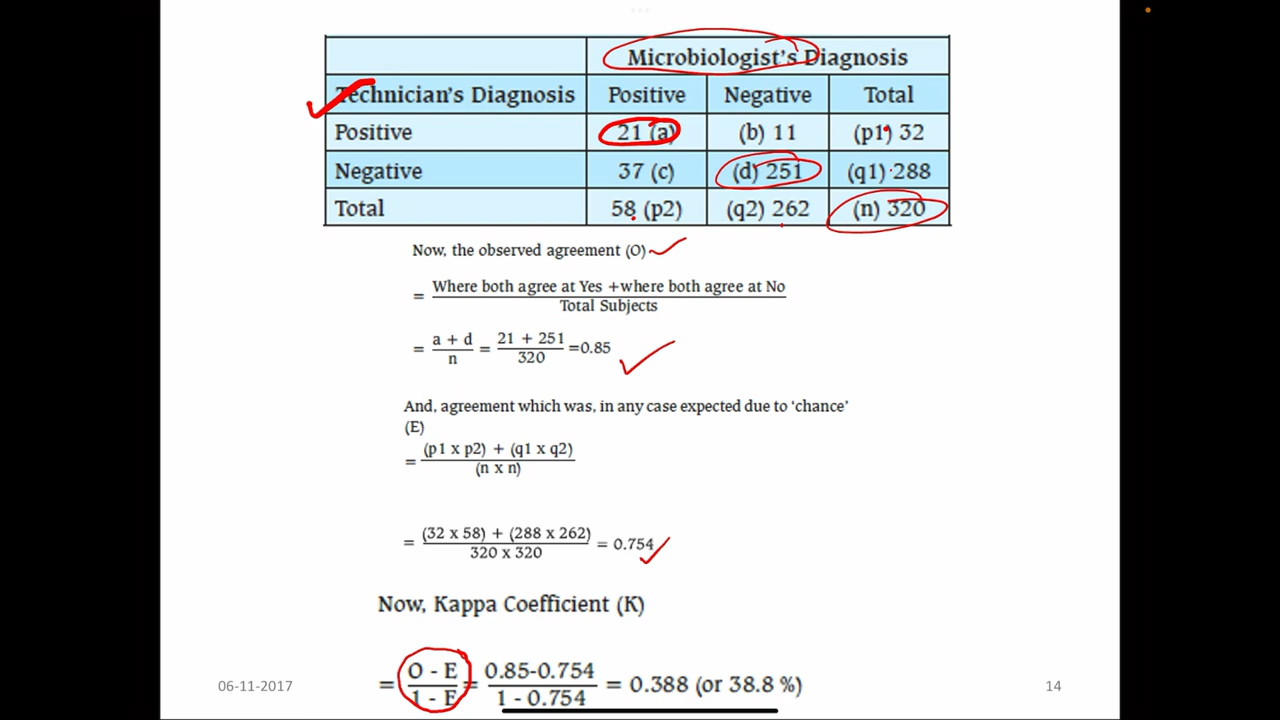 Microbiologist's Diagnosis
Technician's Diagnosis Positive Negative Total
Positive 21 (a) (b) 11 (p1) 32
Negative 37 (c) (d) 251 (q1) 288
Total 58 (p2) (q2) 262 (n) 320
Now, the observed agreement (O)
= Where both agree at Yes +where both agree at No
Total Subjects
= a + d = 21 + 251 =0.85
n 320
And, agreement which was, in any case expected due to 'chance'
(E)
= (p1 x p2) + (q1 x q2)
(n x n)
= (32 x 58) + (288 x 262) = 0.754
320 x 320
Now, Kappa Coefficient (K)
= O - E = 0.85-0.754 = 0.388 (or 38.8 %)
1 - E 1 - 0.754
06-11-2017 14